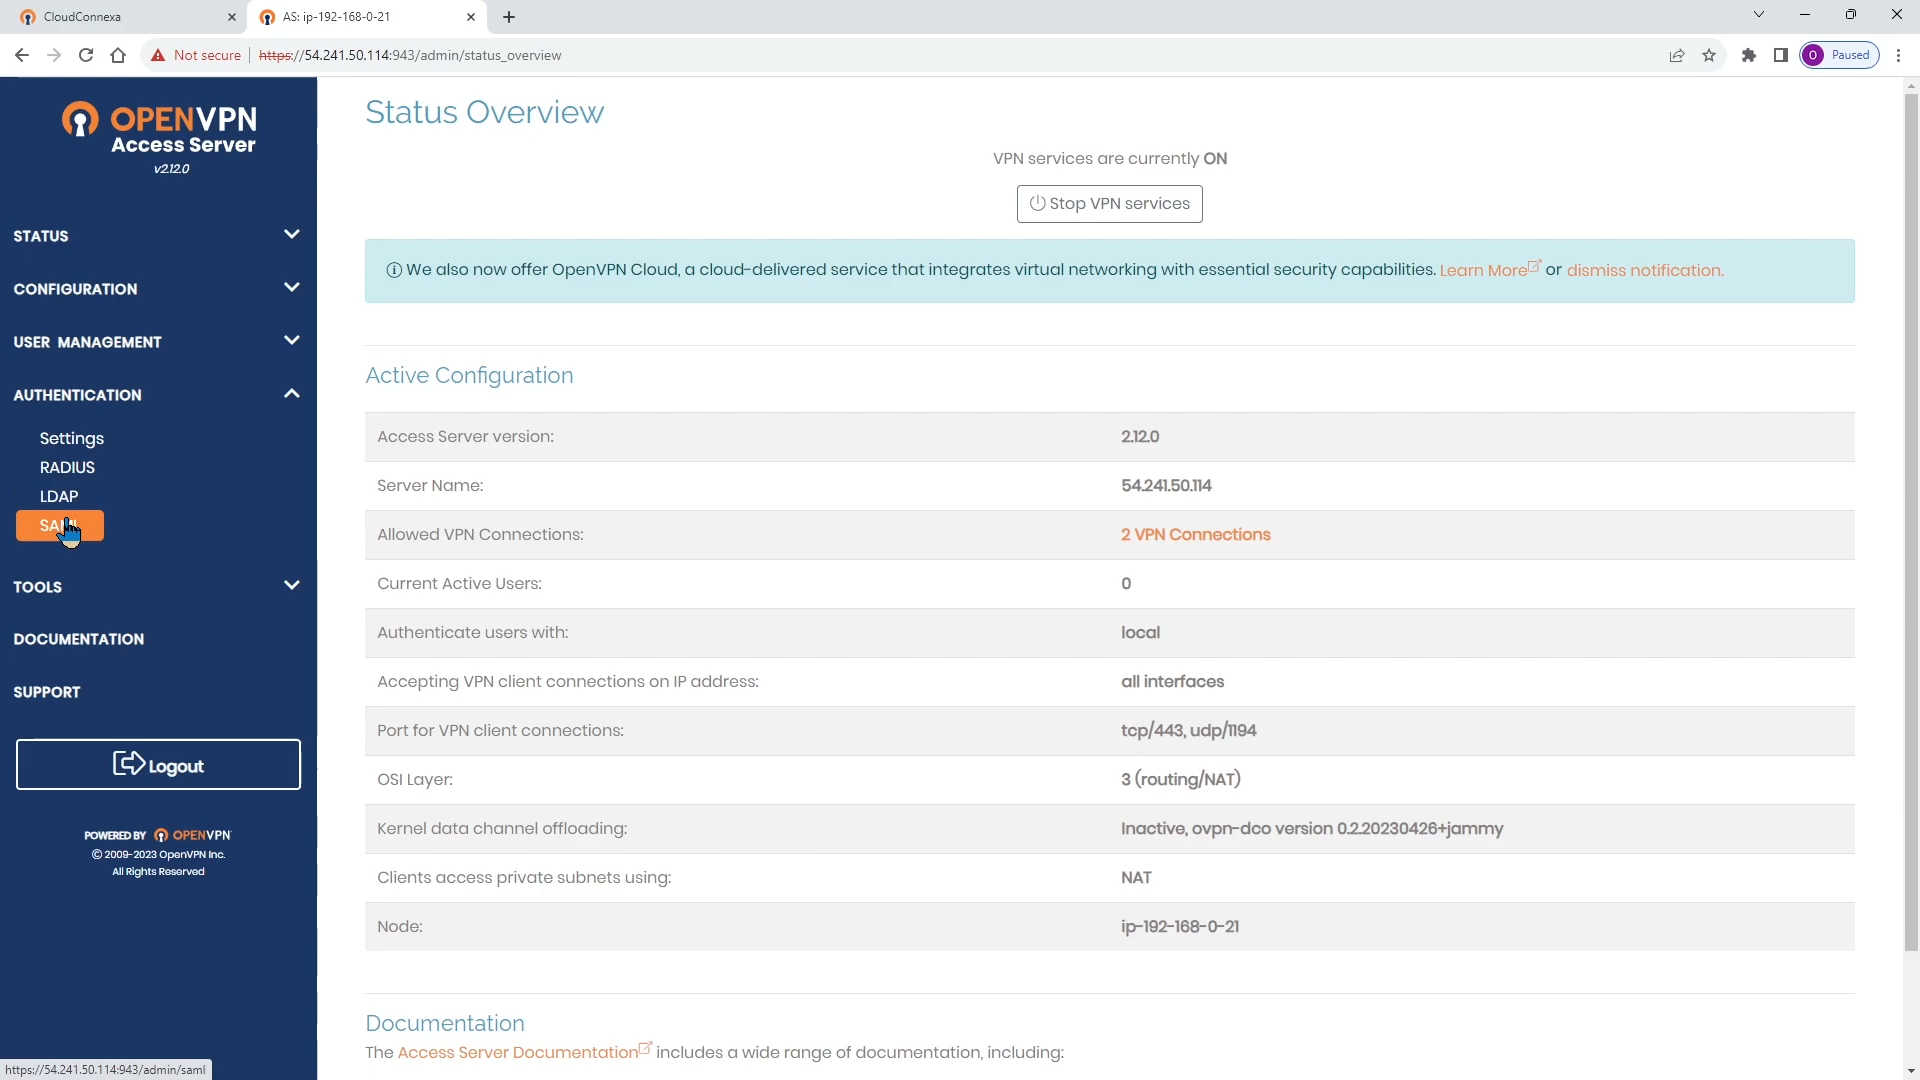 CloudConnexa
AS: ip-192-168-0-21
Not secure
https://54.241.50.114:943/admin/status_overview
O Paused
OPENVPN
Access Server
v2.12.0
STATUS
CONFIGURATION
USER MANAGEMENT
AUTHENTICATION
Settings
RADIUS
LDAP
SAML
TOOLS
DOCUMENTATION
SUPPORT
Logout
POWERED BY OPENVPN
© 2009-2023 OpenVPN Inc.
All Rights Reserved
https://54.241.50.114:943/admin/saml
Status Overview
VPN services are currently ON
Stop VPN services
We also now offer OpenVPN Cloud, a cloud-delivered service that integrates virtual networking with essential security capabilities. Learn More or dismiss notification.
Active Configuration
Access Server version: 2.12.0
Server Name: 54.241.50.114
Allowed VPN Connections: 2 VPN Connections
Current Active Users: 0
Authenticate users with: local
Accepting VPN client connections on IP address: all interfaces
Port for VPN client connections: tcp/443, udp/1194
OSI Layer: 3 (routing/NAT)
Kernel data channel offloading: Inactive, ovpn-dco version 0.2.20230426+jammy
Clients access private subnets using: NAT
Node: ip-192-168-0-21
Documentation
The Access Server Documentation includes a wide range of documentation, including: